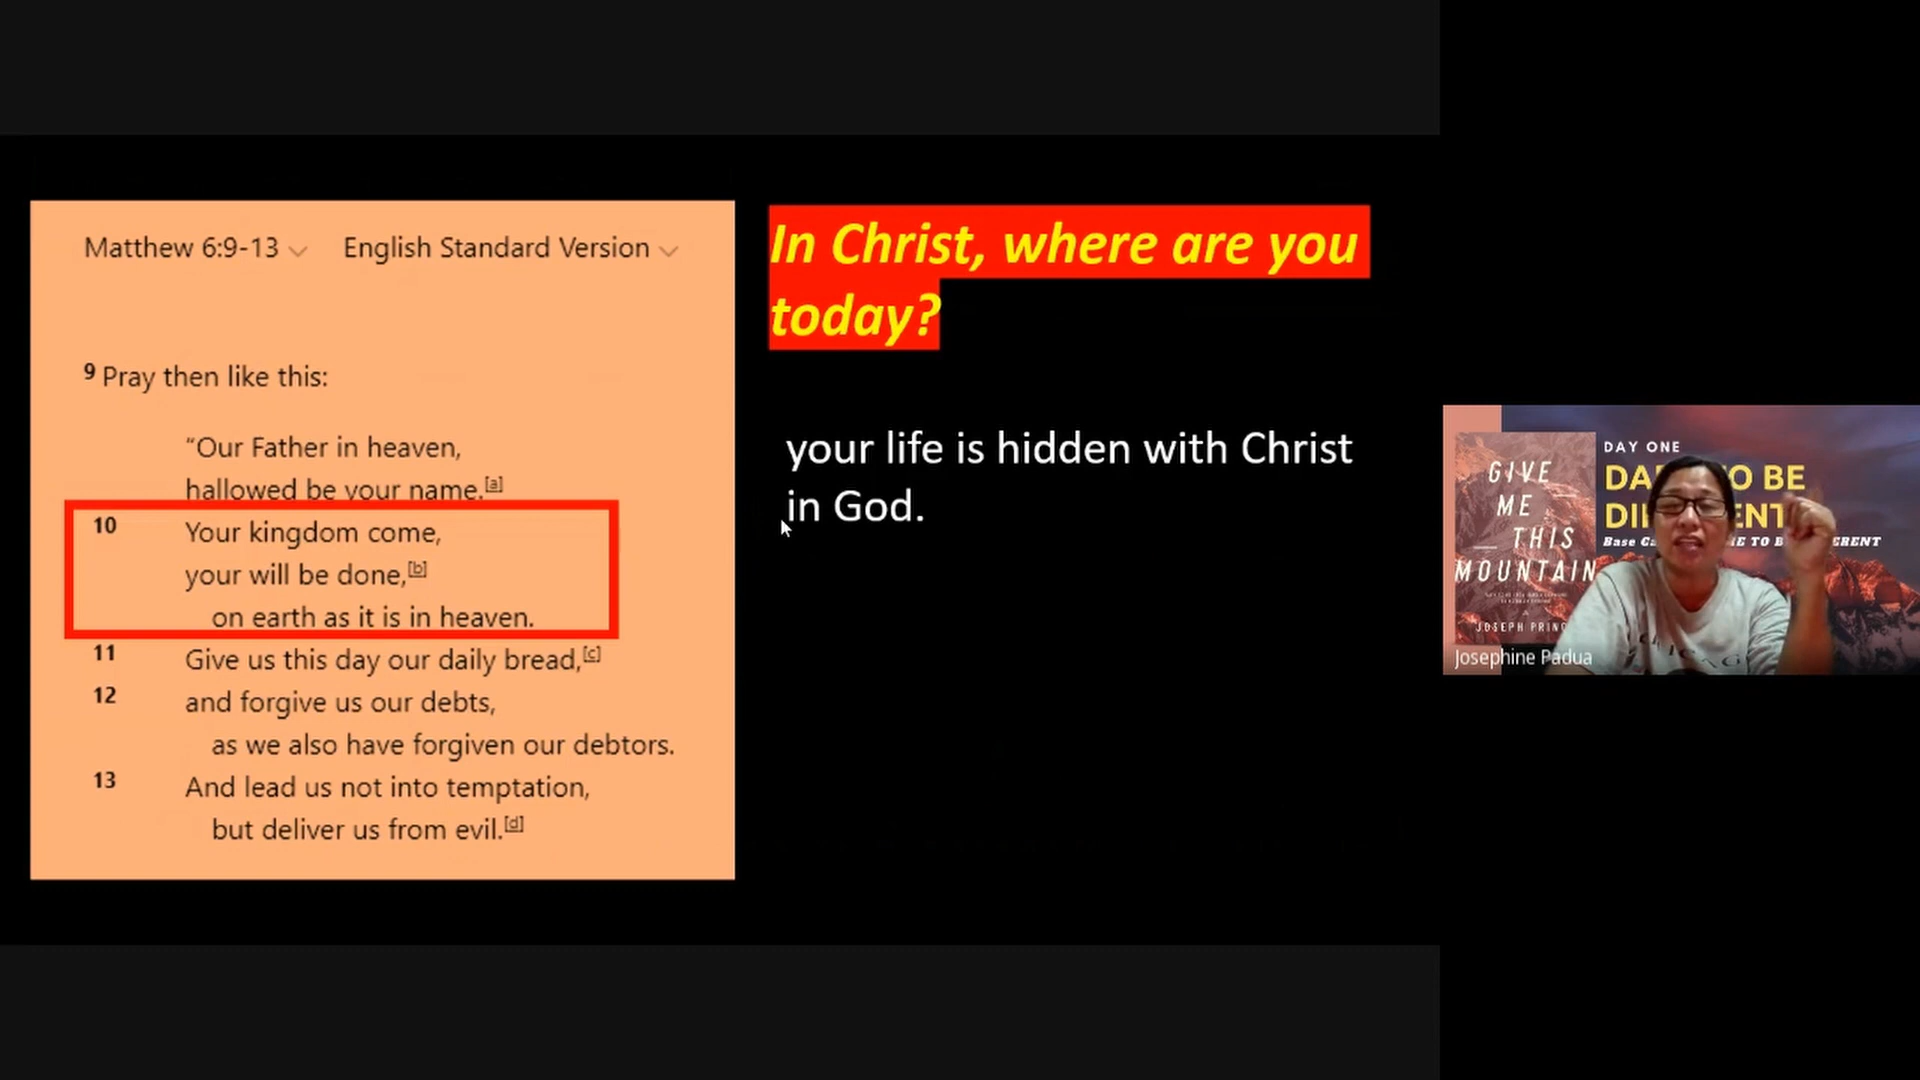 Matthew 6:9-13 English Standard Version
9 Pray then like this:
“Our Father in heaven,
hallowed be your name.[a]
10 Your kingdom come,
your will be done,[b]
on earth as it is in heaven.
11 Give us this day our daily bread,[c]
12 and forgive us our debts,
as we also have forgiven our debtors.
13 And lead us not into temptation,
but deliver us from evil.[d]
In Christ, where are you
today?
your life is hidden with Christ
in God.
GIVE
ME
THIS
MOUNTAIN
JOSEPH
Josephine Padua
DAY ONE
TO BE
Base